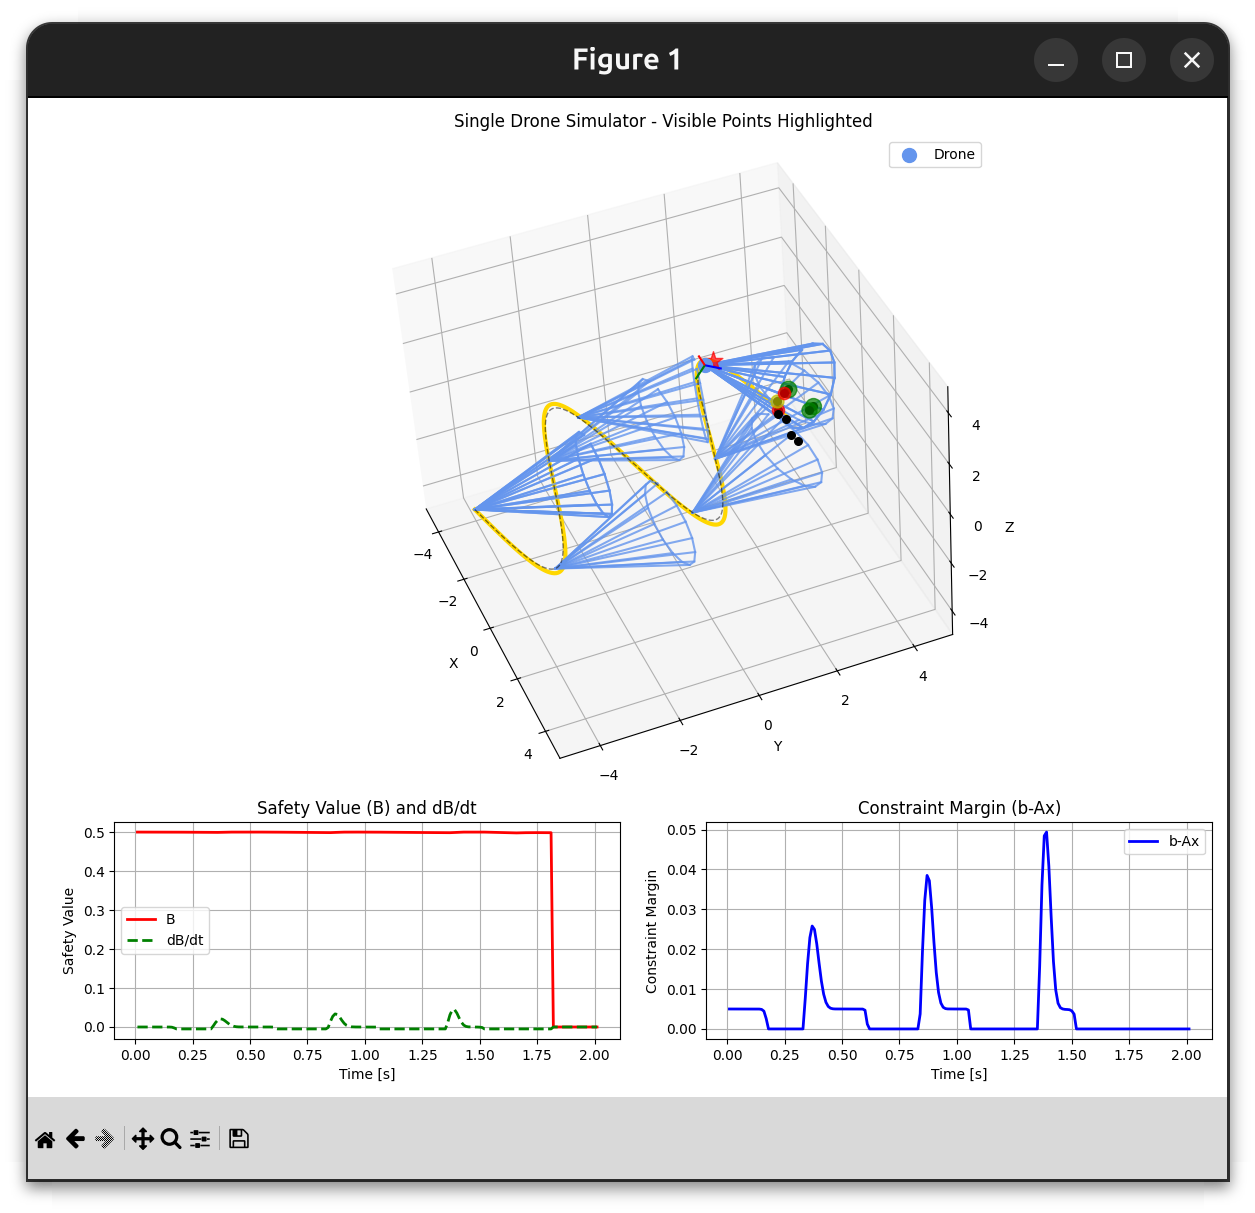 Figure 1
Single Drone Simulator - Visible Points Highlighted
Drone
4
2
0
−2
−4
Z
−4
−2
0
2
4
X
−4
−2
0
2
4
Y
Safety Value (B) and dB/dt
0.5
0.4
0.3
0.2
0.1
0.0
Safety Value
B
dB/dt
0.00 0.25 0.50 0.75 1.00 1.25 1.50 1.75 2.00
Time [s]
Constraint Margin (b-Ax)
0.05
0.04
0.03
0.02
0.01
0.00
Constraint Margin
b-Ax
0.00 0.25 0.50 0.75 1.00 1.25 1.50 1.75 2.00
Time [s]